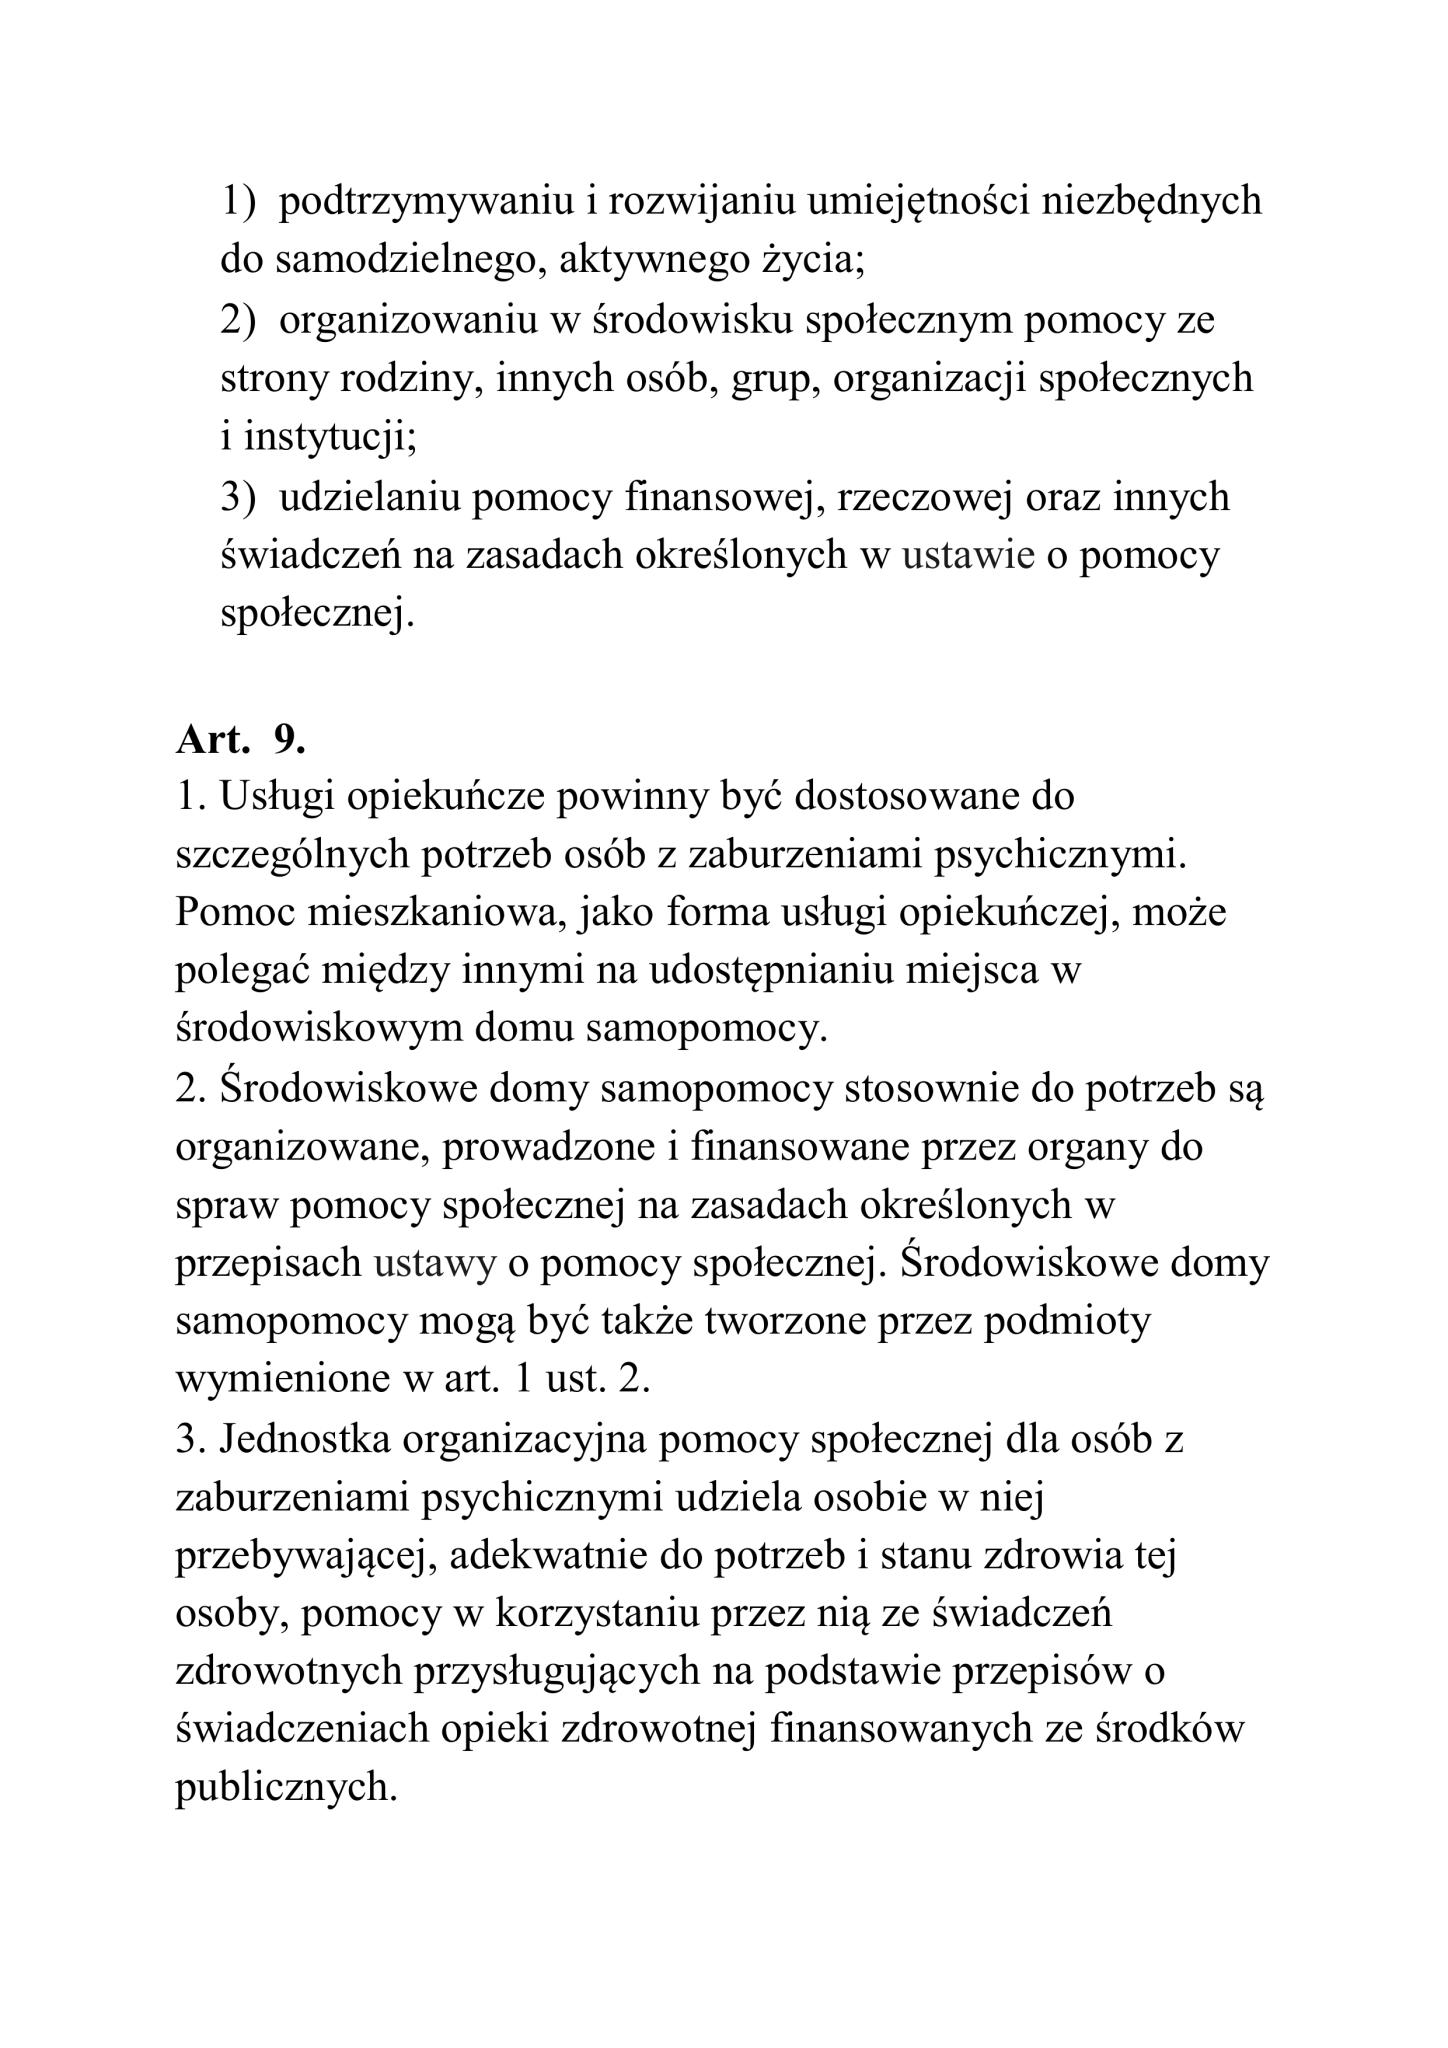 1) podtrzymywaniu i rozwijaniu umiejętności niezbędnych
do samodzielnego, aktywnego życia;
2) organizowaniu w środowisku społecznym pomocy ze
strony rodziny, innych osób, grup, organizacji społecznych
i instytucji;
3) udzielaniu pomocy finansowej, rzeczowej oraz innych
świadczeń na zasadach określonych w ustawie o pomocy
społecznej.
Art. 9.
1. Usługi opiekuńcze powinny być dostosowane do
szczególnych potrzeb osób z zaburzeniami psychicznymi.
Pomoc mieszkaniowa, jako forma usługi opiekuńczej, może
polegać między innymi na udostępnianiu miejsca w
środowiskowym domu samopomocy.
2. Środowiskowe domy samopomocy stosownie do potrzeb są
organizowane, prowadzone i finansowane przez organy do
spraw pomocy społecznej na zasadach określonych w
przepisach ustawy o pomocy społecznej. Środowiskowe domy
samopomocy mogą być także tworzone przez podmioty
wymienione w art. 1 ust. 2.
3. Jednostka organizacyjna pomocy społecznej dla osób z
zaburzeniami psychicznymi udziela osobie w niej
przebywającej, adekwatnie do potrzeb i stanu zdrowia tej
osoby, pomocy w korzystaniu przez nią ze świadczeń
zdrowotnych przysługujących na podstawie przepisów o
świadczeniach opieki zdrowotnej finansowanych ze środków
publicznych.